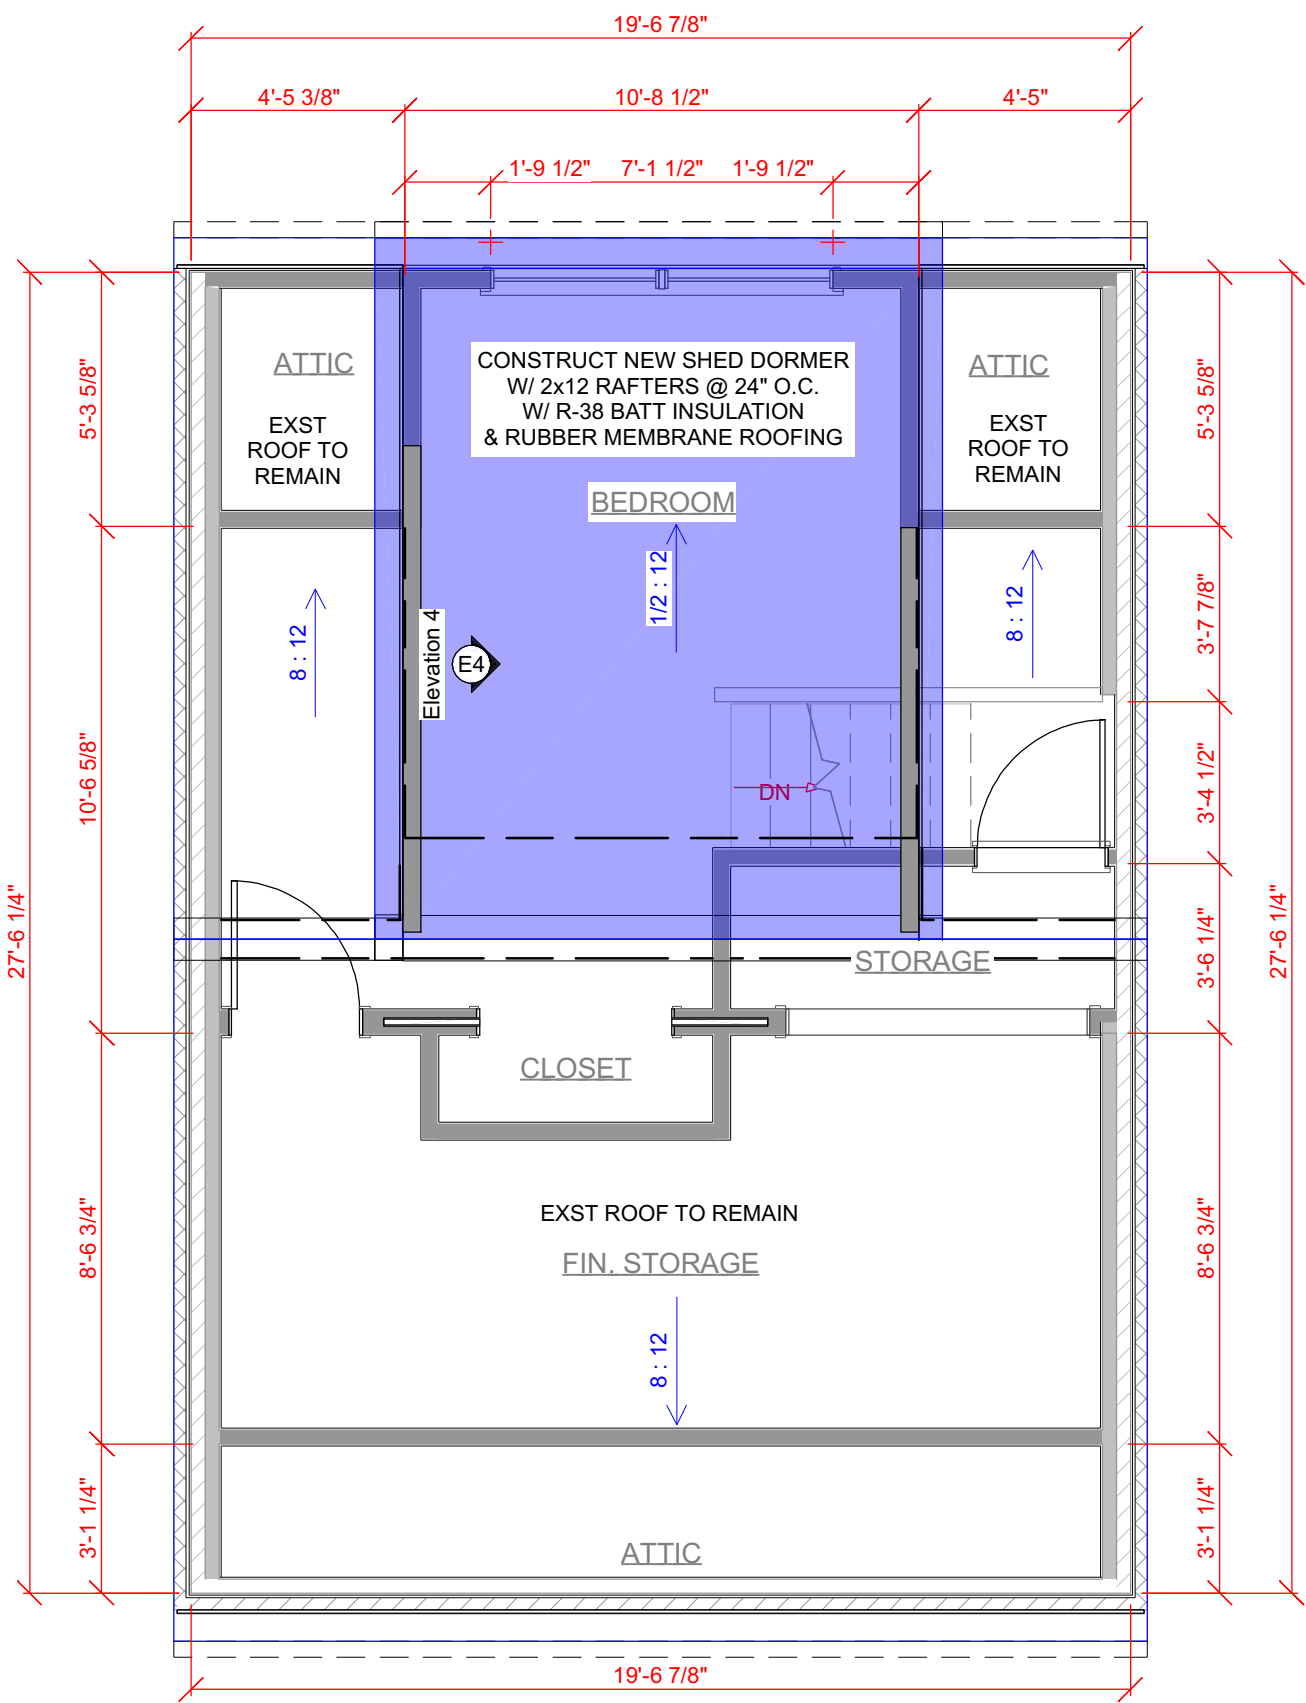 19'-6 7/8"
4'-5 3/8"
10'-8 1/2"
4'-5"
1'-9 1/2"
7'-1 1/2"
1'-9 1/2"
ATTIC
EXST
ROOF TO
REMAIN
CONSTRUCT NEW SHED DORMER
W/ 2x12 RAFTERS @ 24" O.C.
W/ R-38 BATT INSULATION
& RUBBER MEMBRANE ROOFING
ATTIC
EXST
ROOF TO
REMAIN
BEDROOM
1/2 : 12
8 : 12
8 : 12
Elevation 4
E4
DN
STORAGE
CLOSET
EXST ROOF TO REMAIN
FIN. STORAGE
8 : 12
ATTIC
27'-6 1/4"
5'-3 5/8"
10'-6 5/8"
8'-6 3/4"
3'-1 1/4"
5'-3 5/8"
3'-7 7/8"
3'-4 1/2"
3'-6 1/4"
8'-6 3/4"
3'-1 1/4"
27'-6 1/4"
19'-6 7/8"